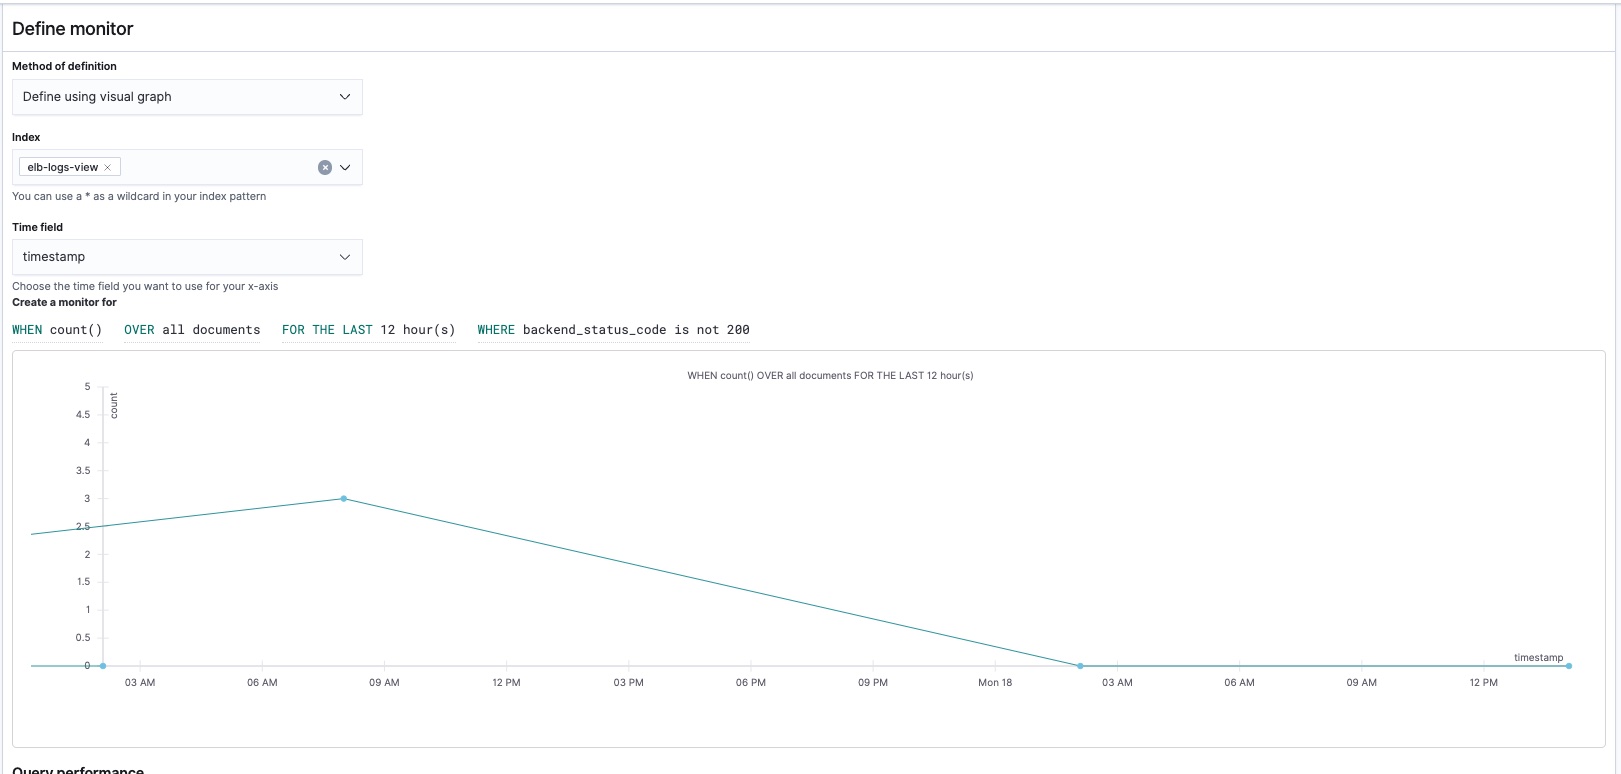 Define monitor
Method of definition
Define using visual graph
Index
elb-logs-view
You can use a * as a wildcard in your index pattern
Time field
timestamp
Choose the time field you want to use for your x-axis
Create a monitor for
WHEN count() OVER all documents FOR THE LAST 12 hour(s) WHERE backend_status_code is not 200
WHEN count() OVER all documents FOR THE LAST 12 hour(s)
count
5
4.5
4
3.5
3
2.5
2
1.5
1
0.5
0
timestamp
03 AM 06 AM 09 AM 12 PM 03 PM 06 PM 09 PM Mon 18 03 AM 06 AM 09 AM 12 PM
Query performance